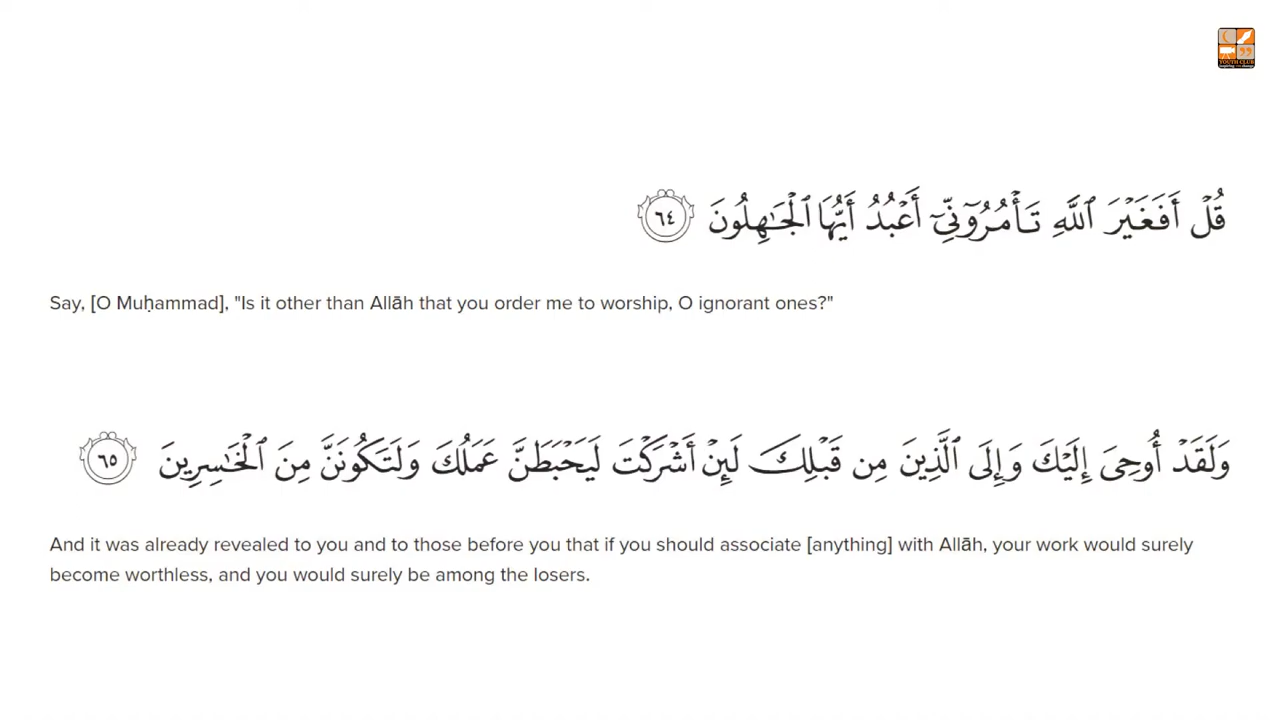 YOUTH CLUB
قُلْ أَفَغَيْرَ ٱللَّهِ تَأْمُرُوٓنِّىٓ أَعْبُدُ أَيُّهَا ٱلْجَـٰهِلُونَ ٦٤
Say, [O Muḥammad], "Is it other than Allāh that you order me to worship, O ignorant ones?"
وَلَقَدْ أُوحِىَ إِلَيْكَ وَإِلَى ٱلَّذِينَ مِن قَبْلِكَ لَئِنْ أَشْرَكْتَ لَيَحْبَطَنَّ عَمَلُكَ وَلَتَكُونَنَّ مِنَ ٱلْخَـٰسِرِينَ ٦٥
And it was already revealed to you and to those before you that if you should associate [anything] with Allāh, your work would surely
become worthless, and you would surely be among the losers.